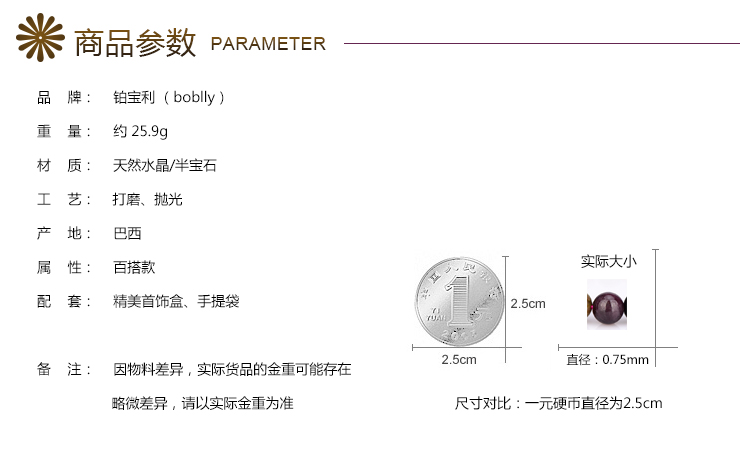 商品参数 PARAMETER
品 牌： 铂宝利（boblly）
重 量： 约 25.9g
材 质： 天然水晶/半宝石
工 艺： 打磨、抛光
产 地： 巴西
属 性： 百搭款
配 套： 精美首饰盒、手提袋
备 注： 因物料差异，实际货品的金重可能存在
略微差异，请以实际金重为准
1
YI
YUAN
2.5cm
2.5cm
实际大小
直径：0.75mm
尺寸对比：一元硬币直径为2.5cm